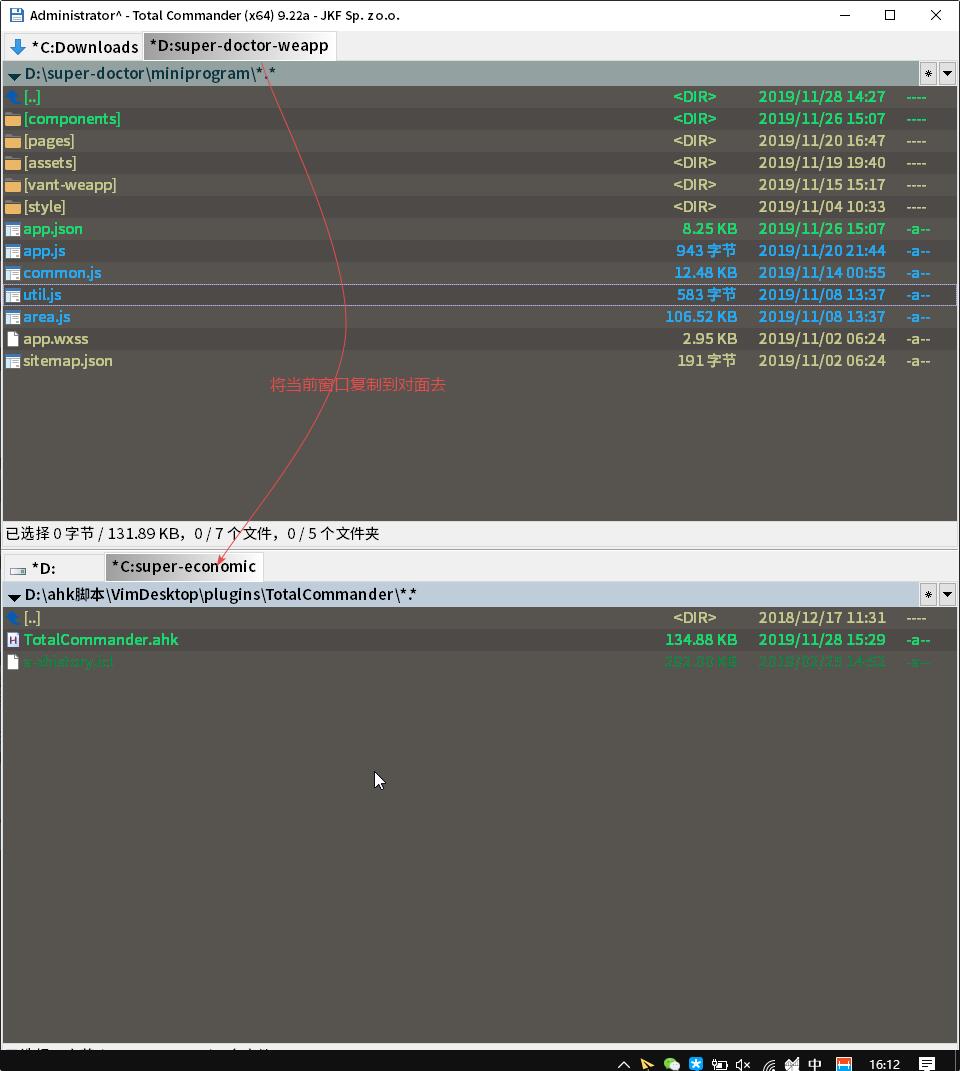 Administrator^ - Total Commander (x64) 9.22a - JKF Sp. z o.o.
*C:Downloads *D:super-doctor-weapp
D:\super-doctor\miniprogram\*.* *
[..] <DIR> 2019/11/28 14:27 ----
[components] <DIR> 2019/11/26 15:07 ----
[pages] <DIR> 2019/11/20 16:47 ----
[assets] <DIR> 2019/11/19 19:40 ----
[vant-weapp] <DIR> 2019/11/15 15:17 ----
[style] <DIR> 2019/11/04 10:33 ----
app.json 8.25 KB 2019/11/26 15:07 -a--
app.js 943 字节 2019/11/20 21:44 -a--
common.js 12.48 KB 2019/11/14 00:55 -a--
util.js 583 字节 2019/11/08 13:37 -a--
area.js 106.52 KB 2019/11/08 13:37 -a--
app.wxss 2.95 KB 2019/11/02 06:24 -a--
sitemap.json 191 字节 2019/11/02 06:24 -a--
将当前窗口复制到对面去
已选择 0 字节 / 131.89 KB，0 / 7 个文件，0 / 5 个文件夹
*D: *C:super-economic
D:\ahk脚本\VimDesktop\plugins\TotalCommander\*.* *
[..] <DIR> 2018/12/17 11:31 ----
TotalCommander.ahk 134.88 KB 2019/11/28 15:29 -a--
中 16:12